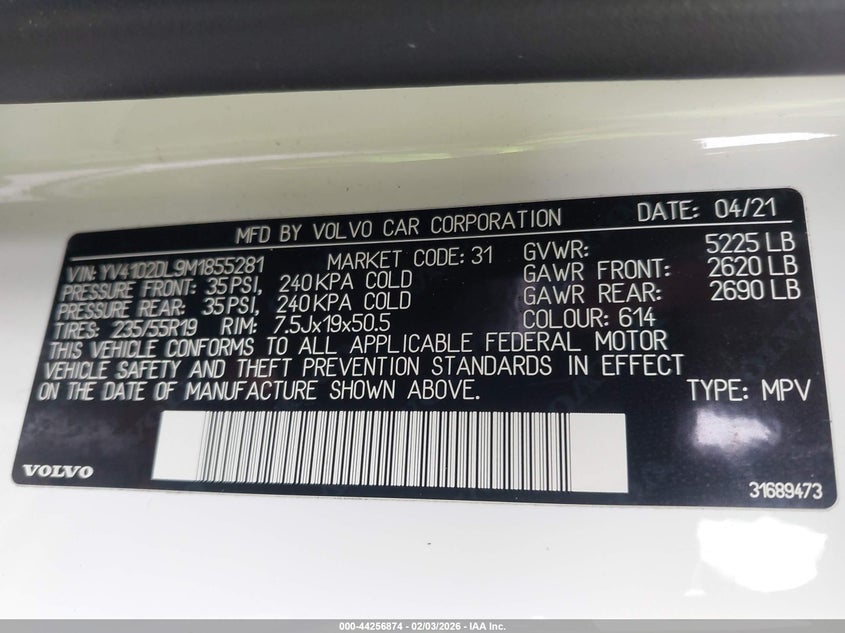 MFD BY VOLVO CAR CORPORATION DATE: 04/21
VIN: YV4102DL9M1855281 MARKET CODE: 31 GVWR: 5225 LB
PRESSURE FRONT: 35PSI, 240KPA COLD GAWR FRONT: 2620 LB
PRESSURE REAR: 35PSI, 240KPA COLD GAWR REAR: 2690 LB
TIRES: 235/55R19 RIM: 7.5Jx19x50.5 COLOUR: 614
THIS VEHICLE CONFORMS TO ALL APPLICABLE FEDERAL MOTOR
VEHICLE SAFETY AND THEFT PREVENTION STANDARDS IN EFFECT
ON THE DATE OF MANUFACTURE SHOWN ABOVE. TYPE: MPV
VOLVO 31689473
000-44256874 / 02/03/2026 - IAA Inc.